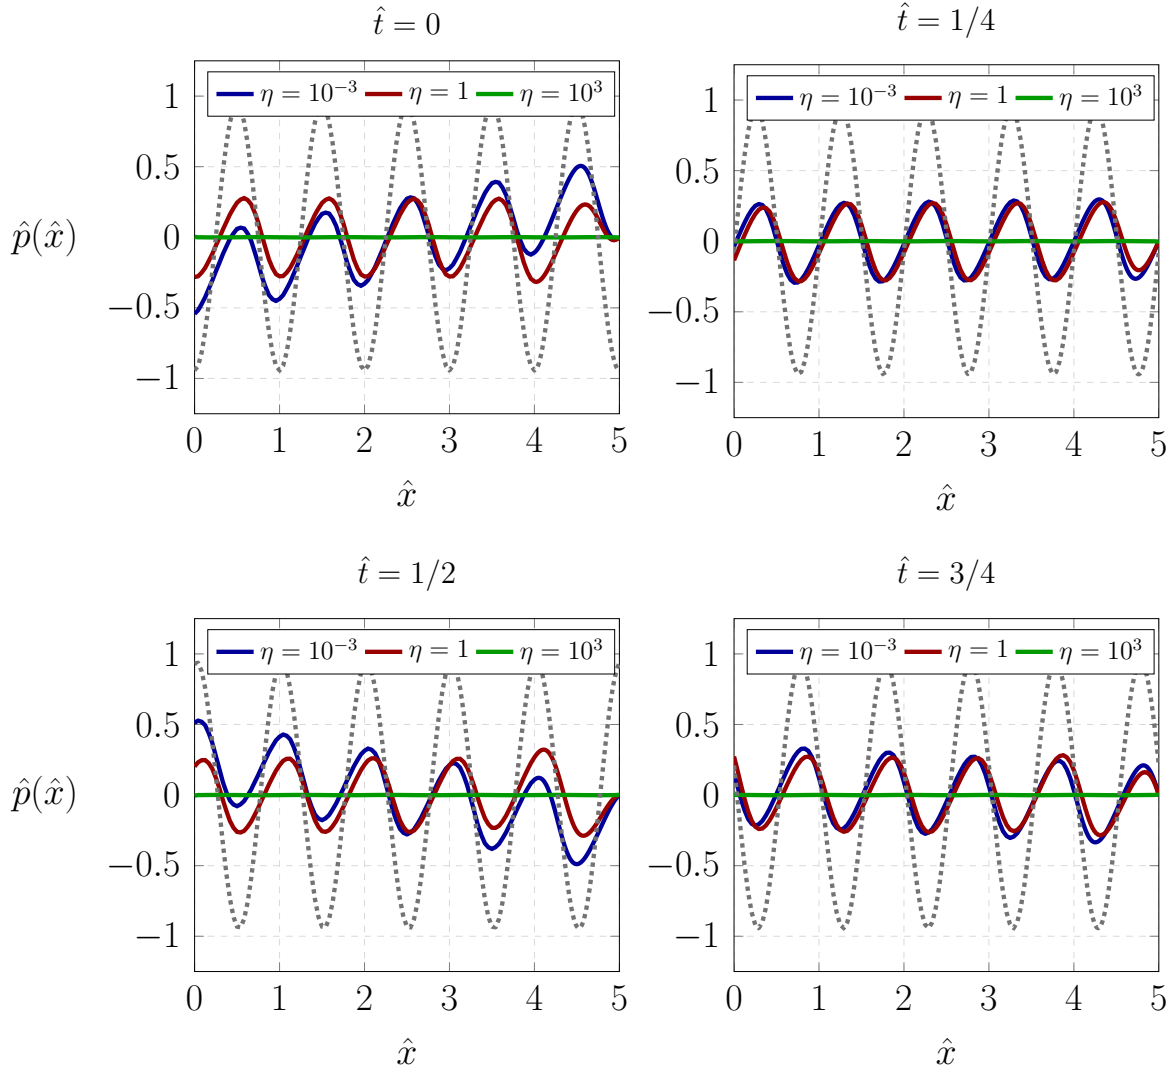 t̂ = 0
η = 10⁻³ η = 1 η = 10³
1
0.5
0
−0.5
−1
p̂(x̂)
0 1 2 3 4 5
x̂
t̂ = 1/4
η = 10⁻³ η = 1 η = 10³
1
0.5
0
−0.5
−1
0 1 2 3 4 5
x̂
t̂ = 1/2
η = 10⁻³ η = 1 η = 10³
1
0.5
0
−0.5
−1
p̂(x̂)
0 1 2 3 4 5
x̂
t̂ = 3/4
η = 10⁻³ η = 1 η = 10³
1
0.5
0
−0.5
−1
0 1 2 3 4 5
x̂